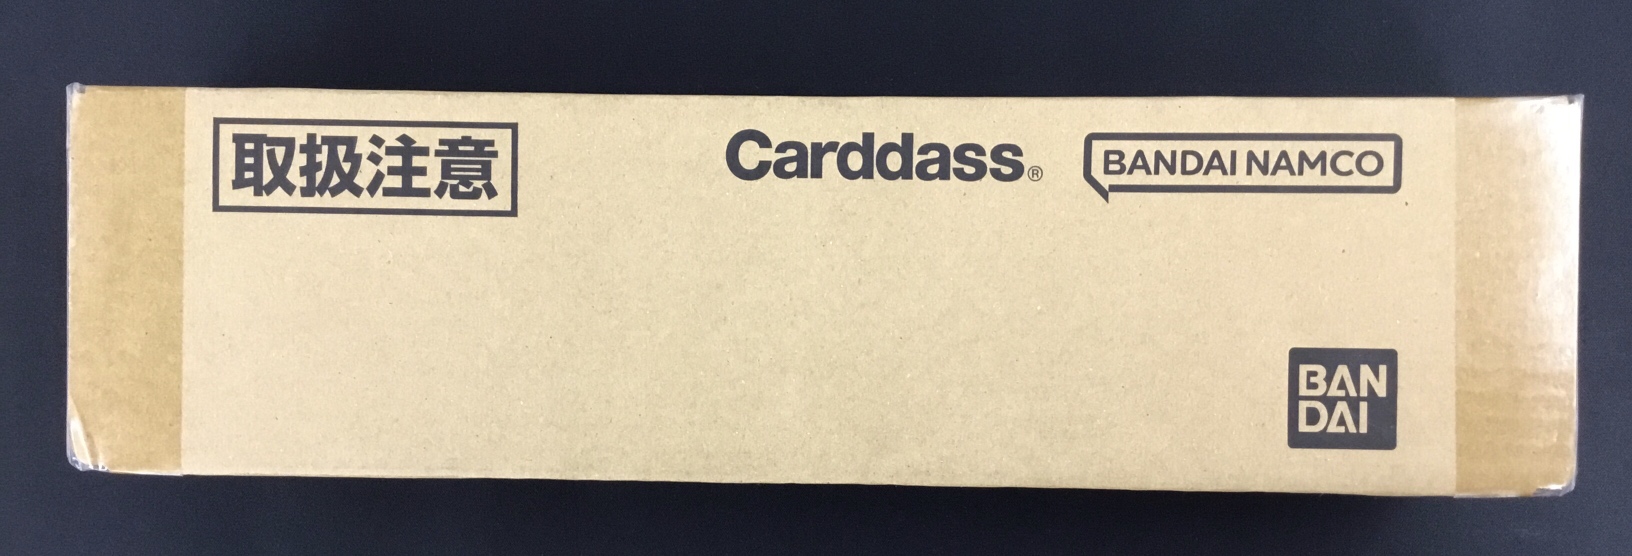 取扱注意
Carddass®
BANDAI NAMCO
BAN
DAI